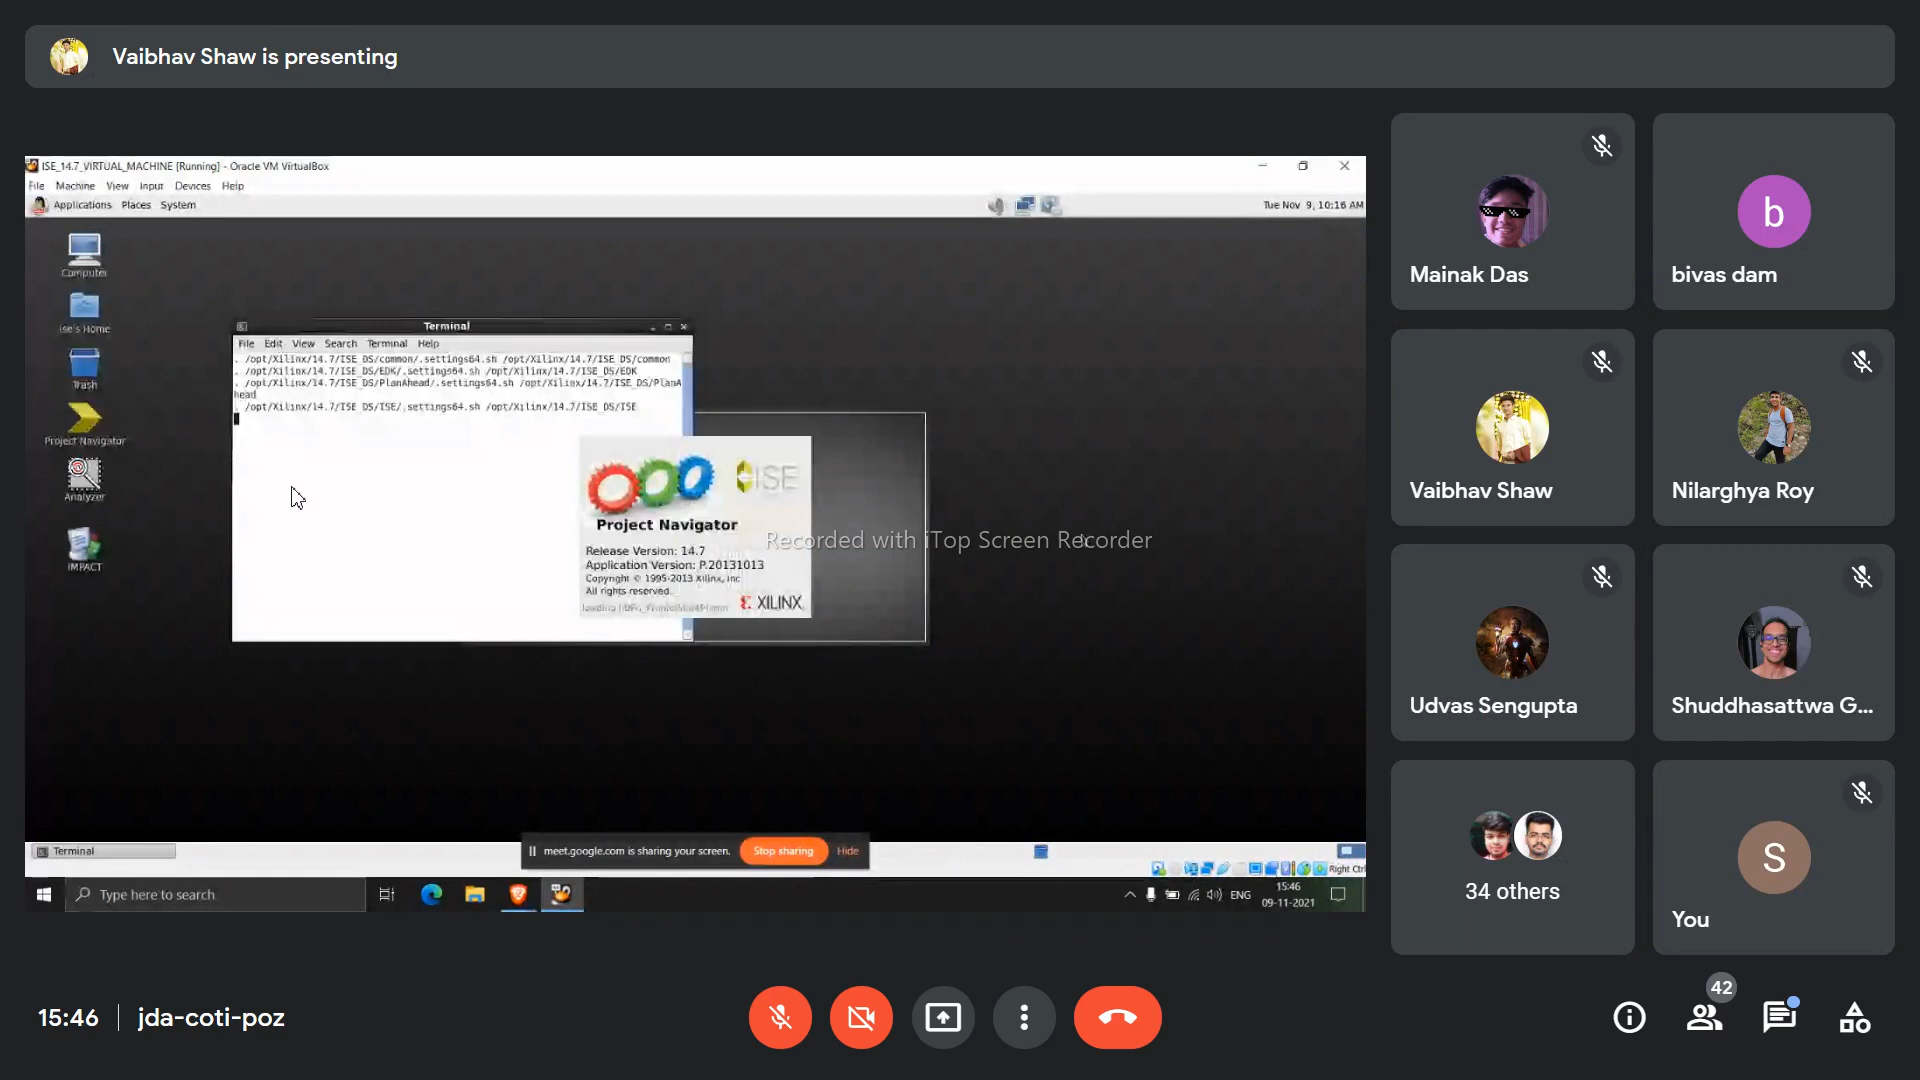 Vaibhav Shaw is presenting
ISE_14.7_VIRTUAL_MACHINE [Running] - Oracle VM VirtualBox
File Machine View Input Devices Help
Applications Places System
Tue Nov 9, 10:16 AM
Computer
ise's Home
Trash
Project Navigator
Analyzer
iMPACT
Terminal
File Edit View Search Terminal Help
. /opt/Xilinx/14.7/ISE_DS/common/.settings64.sh /opt/Xilinx/14.7/ISE_DS/common
. /opt/Xilinx/14.7/ISE_DS/EDK/.settings64.sh /opt/Xilinx/14.7/ISE_DS/EDK
. /opt/Xilinx/14.7/ISE_DS/PlanAhead/.settings64.sh /opt/Xilinx/14.7/ISE_DS/PlanA
head
. /opt/Xilinx/14.7/ISE_DS/ISE/.settings64.sh /opt/Xilinx/14.7/ISE_DS/ISE
ISE
Project Navigator
Release Version: 14.7
Application Version: P.20131013
Copyright © 1995-2013 Xilinx, Inc
All rights reserved.
XILINX
Recorded with iTop Screen Recorder
Terminal
meet.google.com is sharing your screen.
Stop sharing
Hide
Right Ctrl
Type here to search
ENG
15:46
09-11-2021
Mainak Das
b
bivas dam
Vaibhav Shaw
Nilarghya Roy
Udvas Sengupta
Shuddhasattwa G...
34 others
S
You
15:46
jda-coti-poz
42